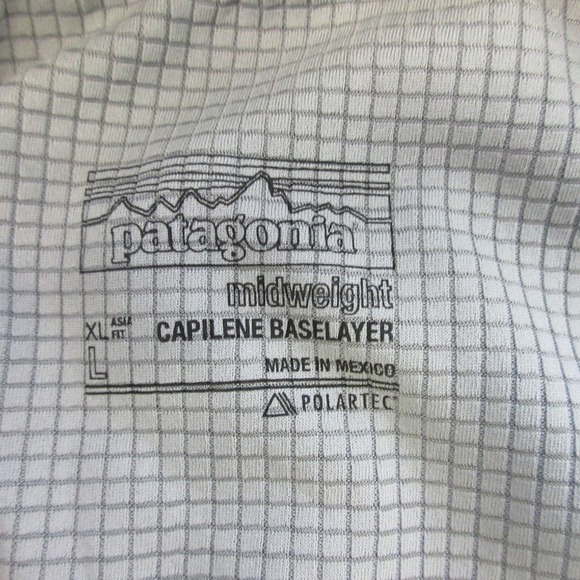 patagonia
midweight
XL ASIA FIT CAPILENE BASELAYER
L MADE IN MEXICO
POLARTEC